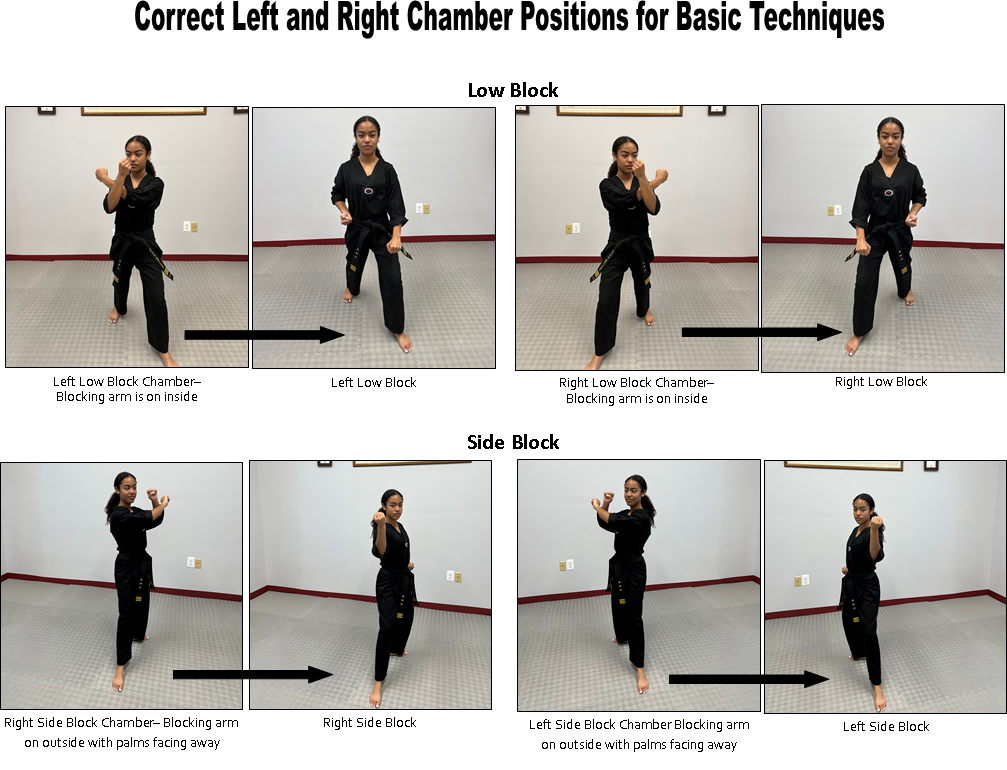 Correct Left and Right Chamber Positions for Basic Techniques
Low Block
Left Low Block Chamber–
Blocking arm is on inside
Left Low Block
Right Low Block Chamber–
Blocking arm is on inside
Right Low Block
Side Block
Right Side Block Chamber– Blocking arm
on outside with palms facing away
Right Side Block
Left Side Block Chamber Blocking arm
on outside with palms facing away
Left Side Block